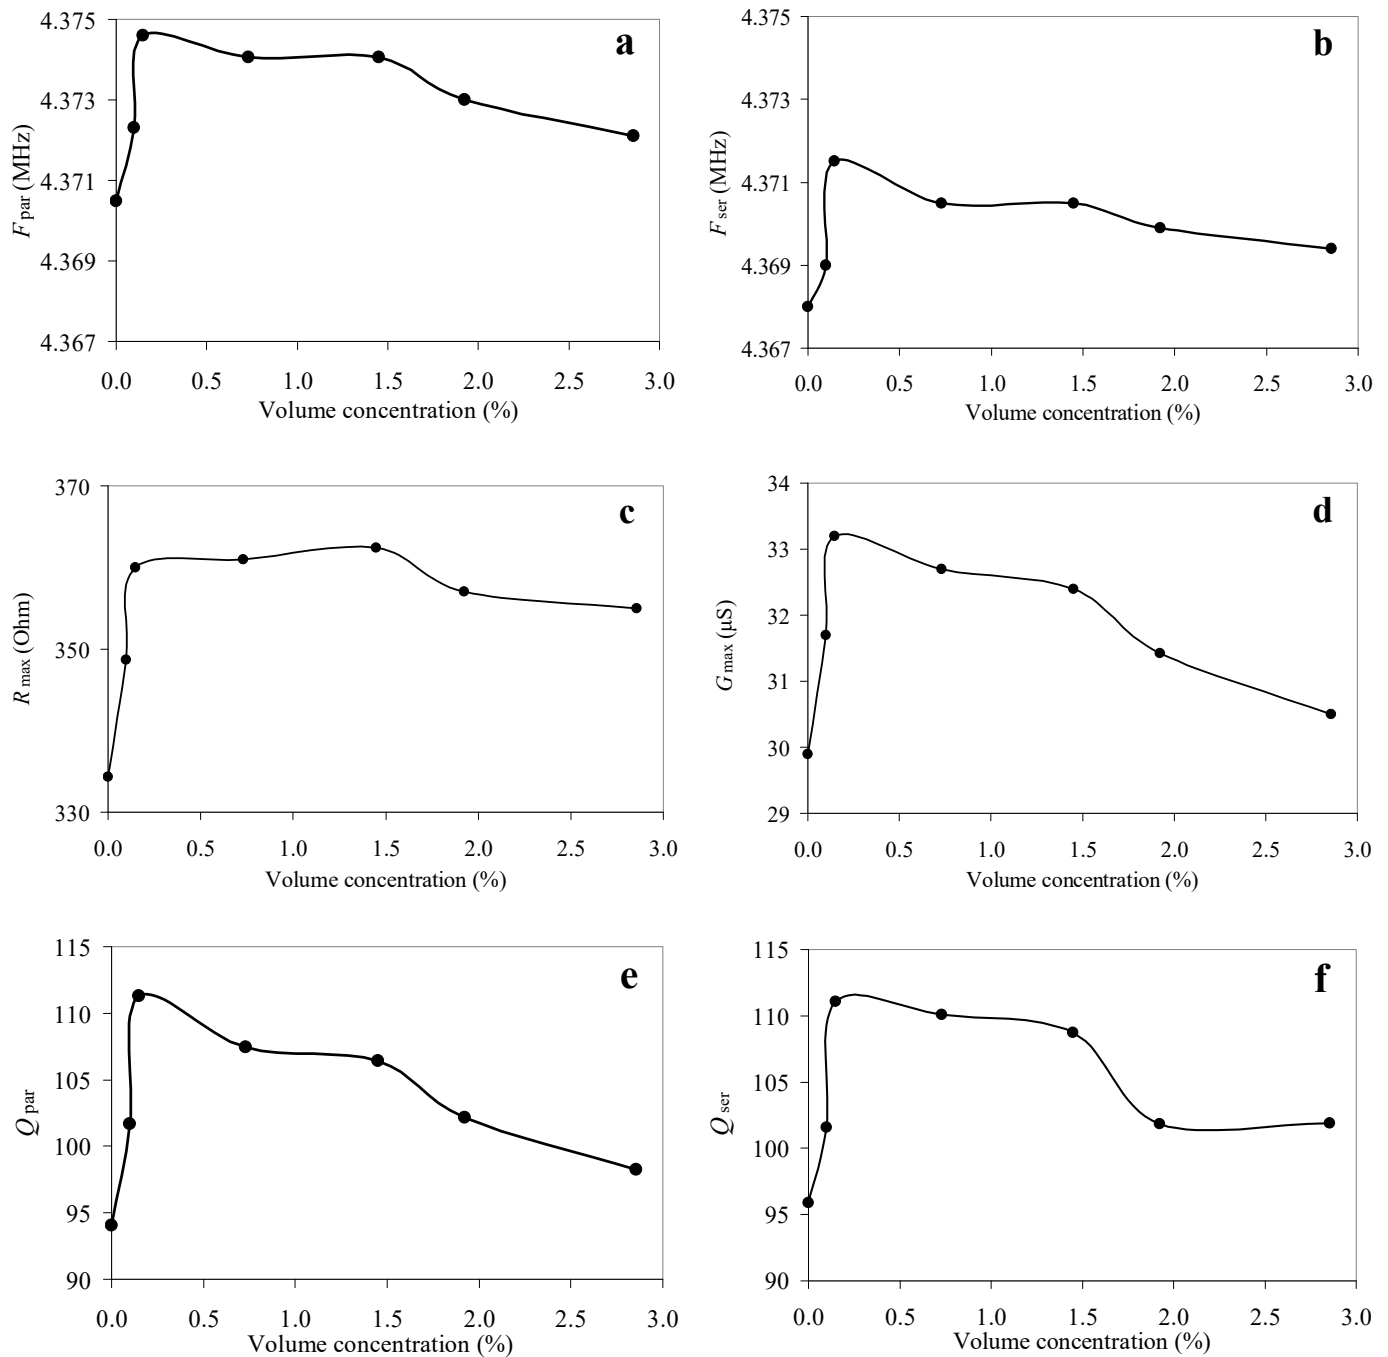 4.375
4.373
4.371
4.369
4.367
F par (MHz)
a
0.0 0.5 1.0 1.5 2.0 2.5 3.0
Volume concentration (%)
4.375
4.373
4.371
4.369
4.367
F ser (MHz)
b
0.0 0.5 1.0 1.5 2.0 2.5 3.0
Volume concentration (%)
370
350
330
R max (Ohm)
c
0.0 0.5 1.0 1.5 2.0 2.5 3.0
Volume concentration (%)
34
33
32
31
30
29
G max (μS)
d
0.0 0.5 1.0 1.5 2.0 2.5 3.0
Volume concentration (%)
115
110
105
100
95
90
Q par
e
0.0 0.5 1.0 1.5 2.0 2.5 3.0
Volume concentration (%)
115
110
105
100
95
90
Q ser
f
0.0 0.5 1.0 1.5 2.0 2.5 3.0
Volume concentration (%)